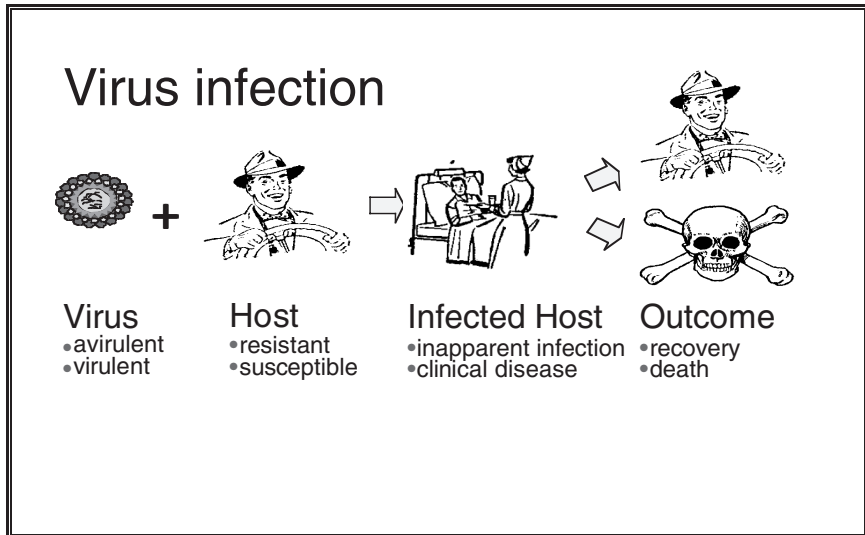 Virus infection
+
Virus
•avirulent
•virulent
Host
•resistant
•susceptible
Infected Host
•inapparent infection
•clinical disease
Outcome
•recovery
•death